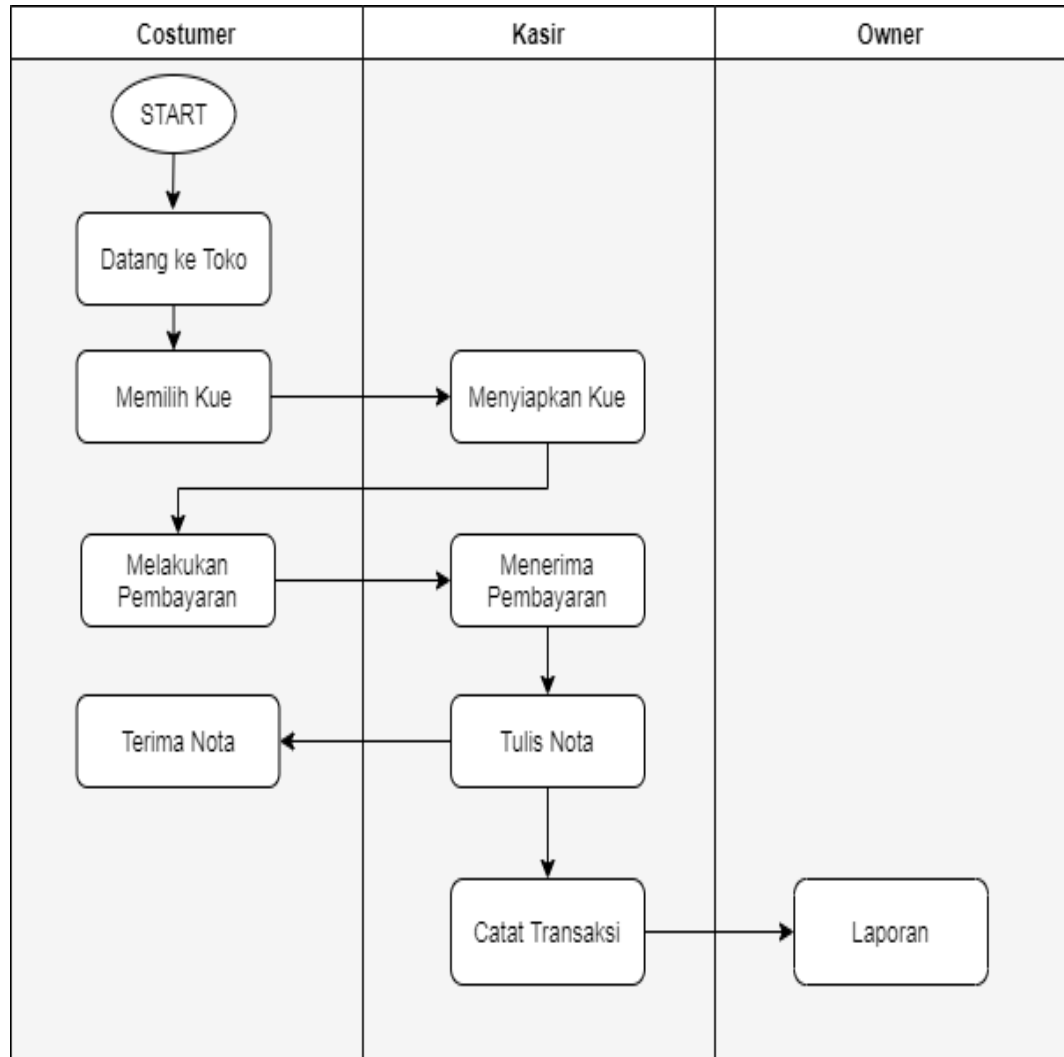 Costumer
Kasir
Owner
START
Datang ke Toko
Memilih Kue
Menyiapkan Kue
Melakukan
Pembayaran
Menerima
Pembayaran
Terima Nota
Tulis Nota
Catat Transaksi
Laporan